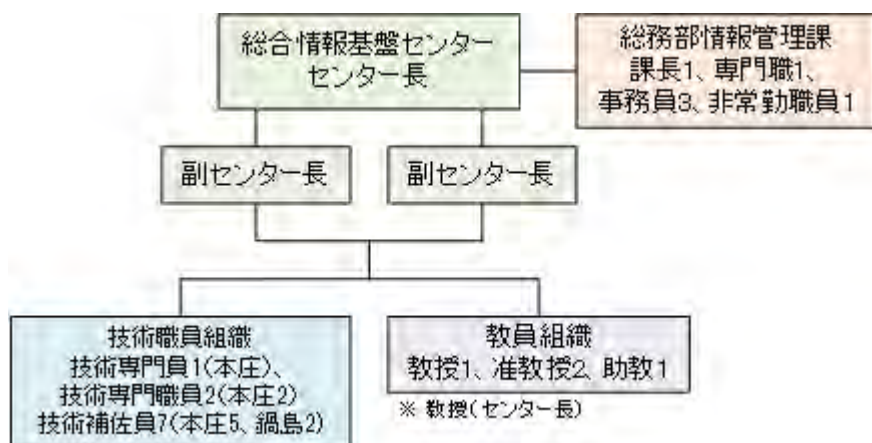 総合情報基盤センター
センター長
総務部情報管理課
課長1、専門職1、
事務員3、非常勤職員1
副センター長
副センター長
技術職員組織
技術専門員1(本庄)、
技術専門職員2(本庄2)
技術補佐員7(本庄5、鍋島2)
教員組織
教授1、准教授2、助教1
※ 教授(センター長)